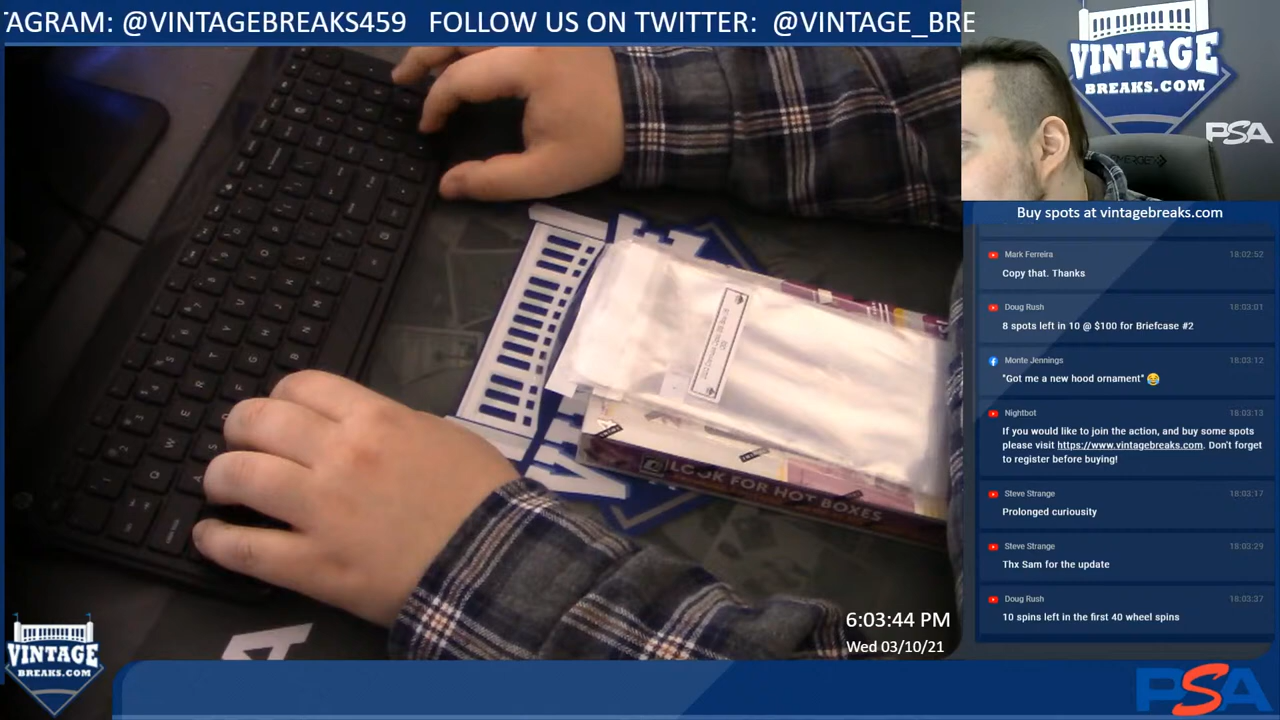 TAGRAM: @VINTAGEBREAKS459 FOLLOW US ON TWITTER: @VINTAGE_BRE
VINTAGE
BREAKS.COM
PSA
Buy spots at vintagebreaks.com
Mark Ferreira 18:02:52
Copy that. Thanks
Doug Rush 18:03:01
8 spots left in 10 @ $100 for Briefcase #2
Monte Jennings 18:03:12
"Got me a new hood ornament" 😂
Nightbot 18:03:13
If you would like to join the action, and buy some spots
please visit https://www.vintagebreaks.com. Don't forget
to register before buying!
Steve Strange 18:03:17
Prolonged curiousity
Steve Strange 18:03:29
Thx Sam for the update
Doug Rush 18:03:37
10 spins left in the first 40 wheel spins
LOOK FOR HOT BOXES
6:03:44 PM
Wed 03/10/21
VINTAGE
BREAKS.COM
PSA